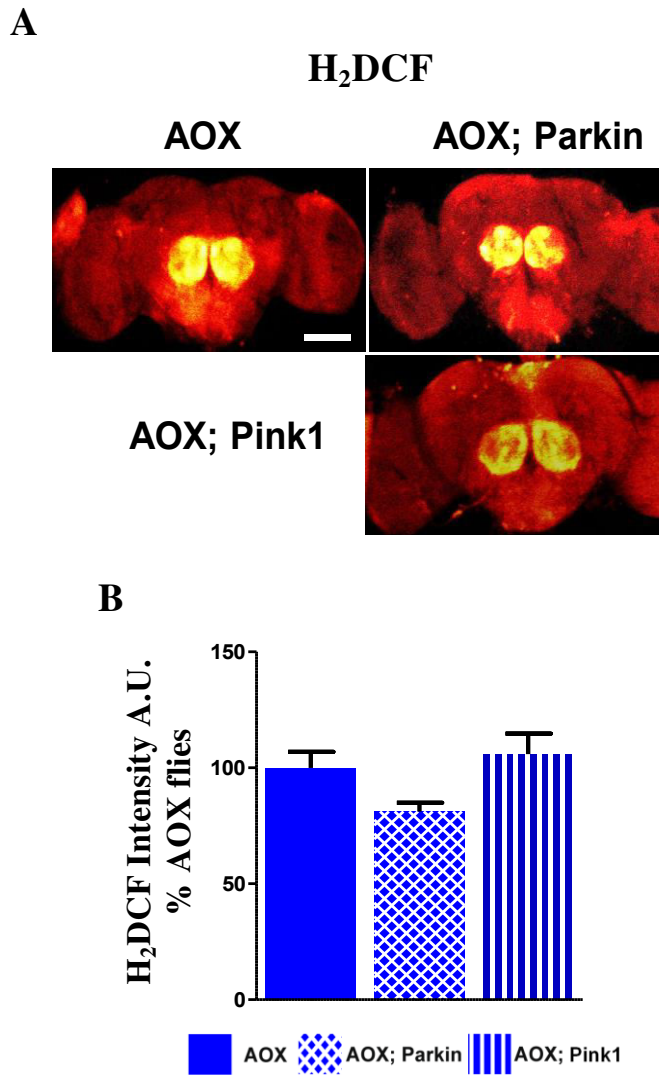 A
H₂DCF
AOX
AOX; Parkin
AOX; Pink1
B
H₂DCF Intensity A.U.
% AOX flies
150
100
50
0
AOX
AOX; Parkin
AOX; Pink1